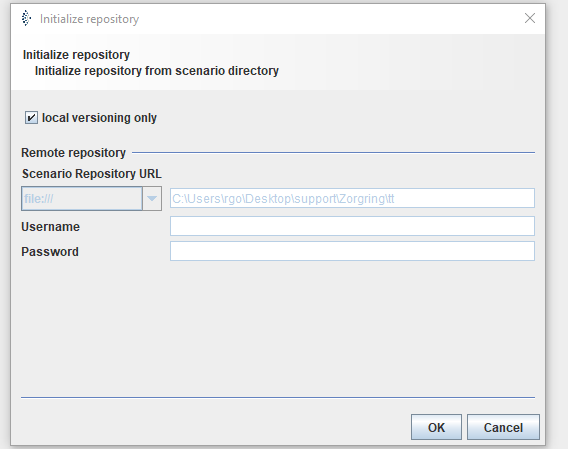 Initialize repository
Initialize repository
Initialize repository from scenario directory
local versioning only
Remote repository
Scenario Repository URL
file:///
C:\Users\rgo\Desktop\support\Zorgring\tt
Username
Password
OK
Cancel